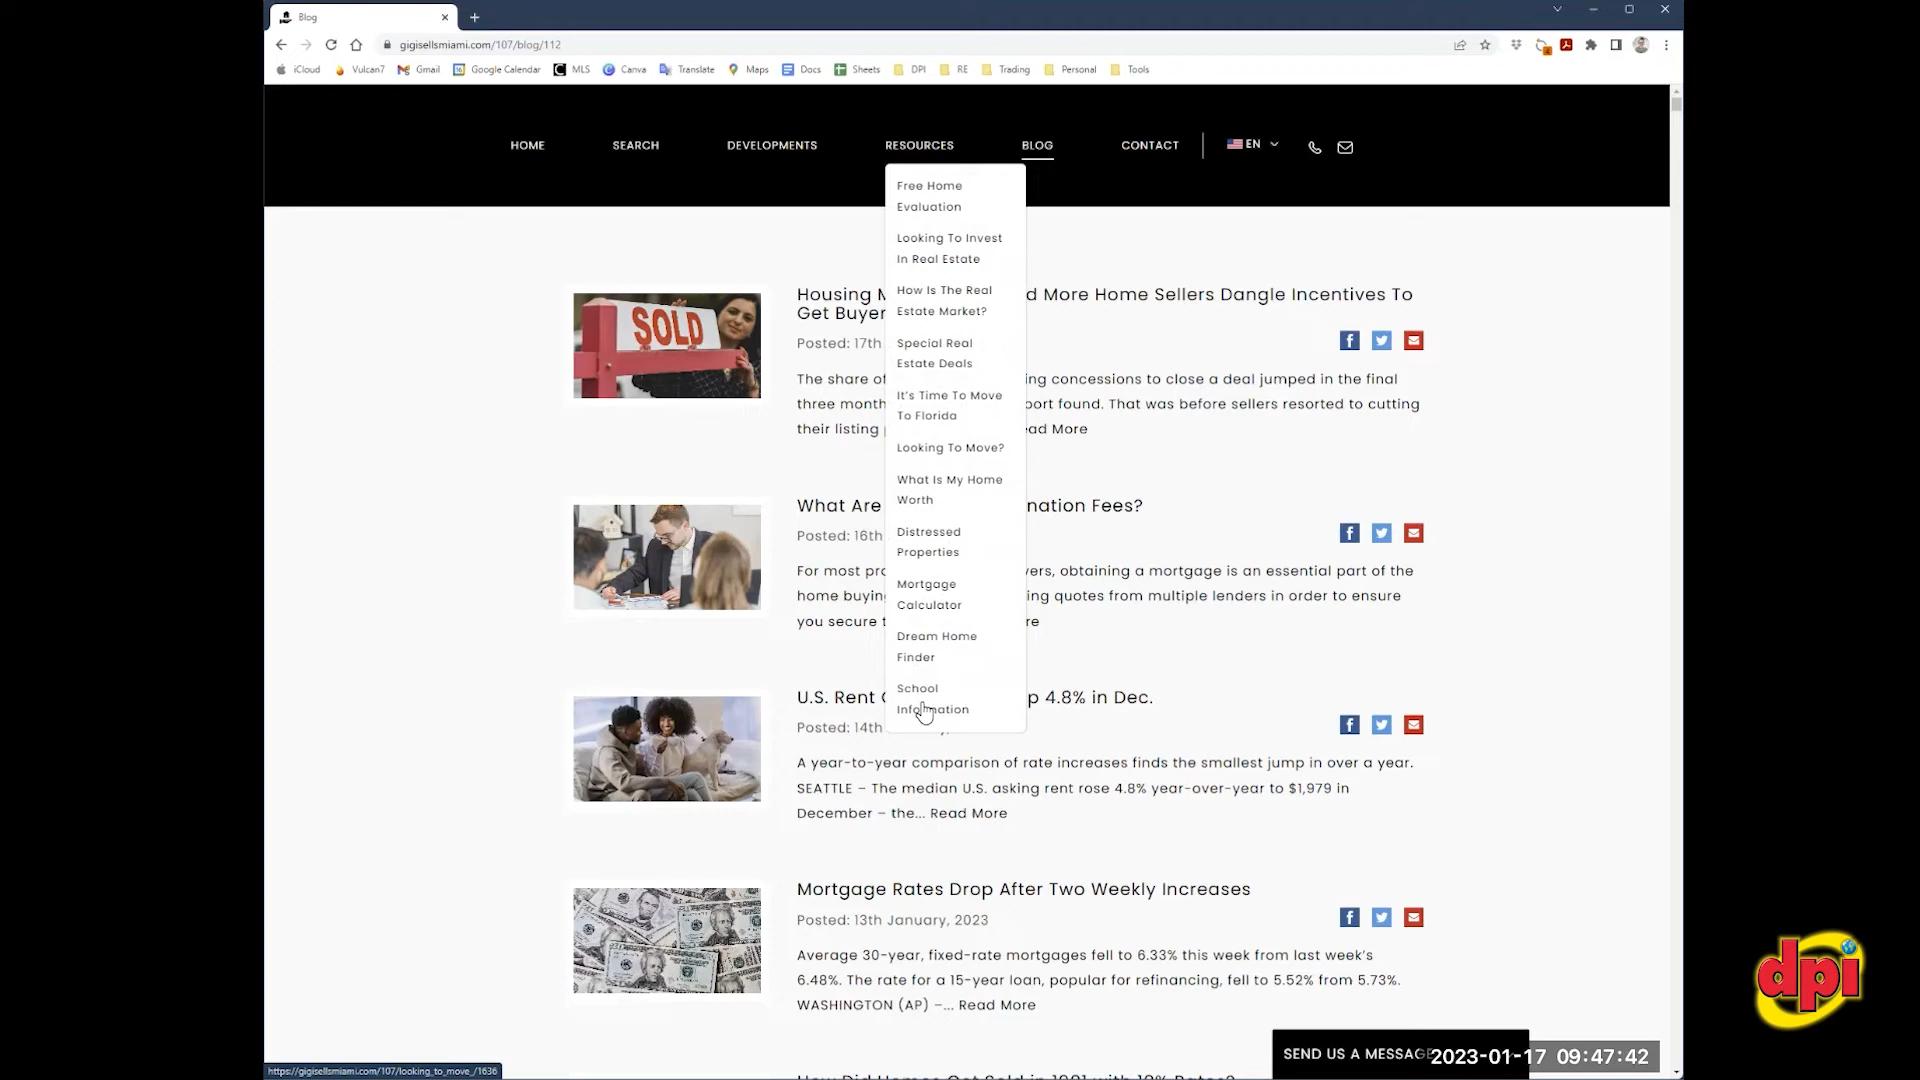 Blog
gigisellsmiami.com/107/blog/112
iCloud
Vulcan7
Gmail
Google Calendar
MLS
Canva
Translate
Maps
Docs
Sheets
DPI
RE
Trading
Personal
Tools
HOME
SEARCH
DEVELOPMENTS
RESOURCES
BLOG
CONTACT
EN
Free Home
Evaluation
Looking To Invest
In Real Estate
How Is The Real
Estate Market?
Special Real
Estate Deals
It's Time To Move
To Florida
Looking To Move?
What Is My Home
Worth
Distressed
Properties
Mortgage
Calculator
Dream Home
Finder
School
Information
SOLD
Housing d More Home Sellers Dangle Incentives To
Get Buyer
Posted: 17th
The share of ing concessions to close a deal jumped in the final
three month ort found. That was before sellers resorted to cutting
their listing ad More
What Are nation Fees?
Posted: 16th
For most pro ers, obtaining a mortgage is an essential part of the
home buying ing quotes from multiple lenders in order to ensure
you secure re
U.S. Rent p 4.8% in Dec.
Posted: 14th
A year-to-year comparison of rate increases finds the smallest jump in over a year.
SEATTLE – The median U.S. asking rent rose 4.8% year-over-year to $1,979 in
December – the... Read More
Mortgage Rates Drop After Two Weekly Increases
Posted: 13th January, 2023
Average 30-year, fixed-rate mortgages fell to 6.33% this week from last week's
6.48%. The rate for a 15-year loan, popular for refinancing, fell to 5.52% from 5.73%.
WASHINGTON (AP) –... Read More
SEND US A MESSAGE
2023-01-17 09:47:42
https://gigisellsmiami.com/107/looking_to_move_/1636
dpi